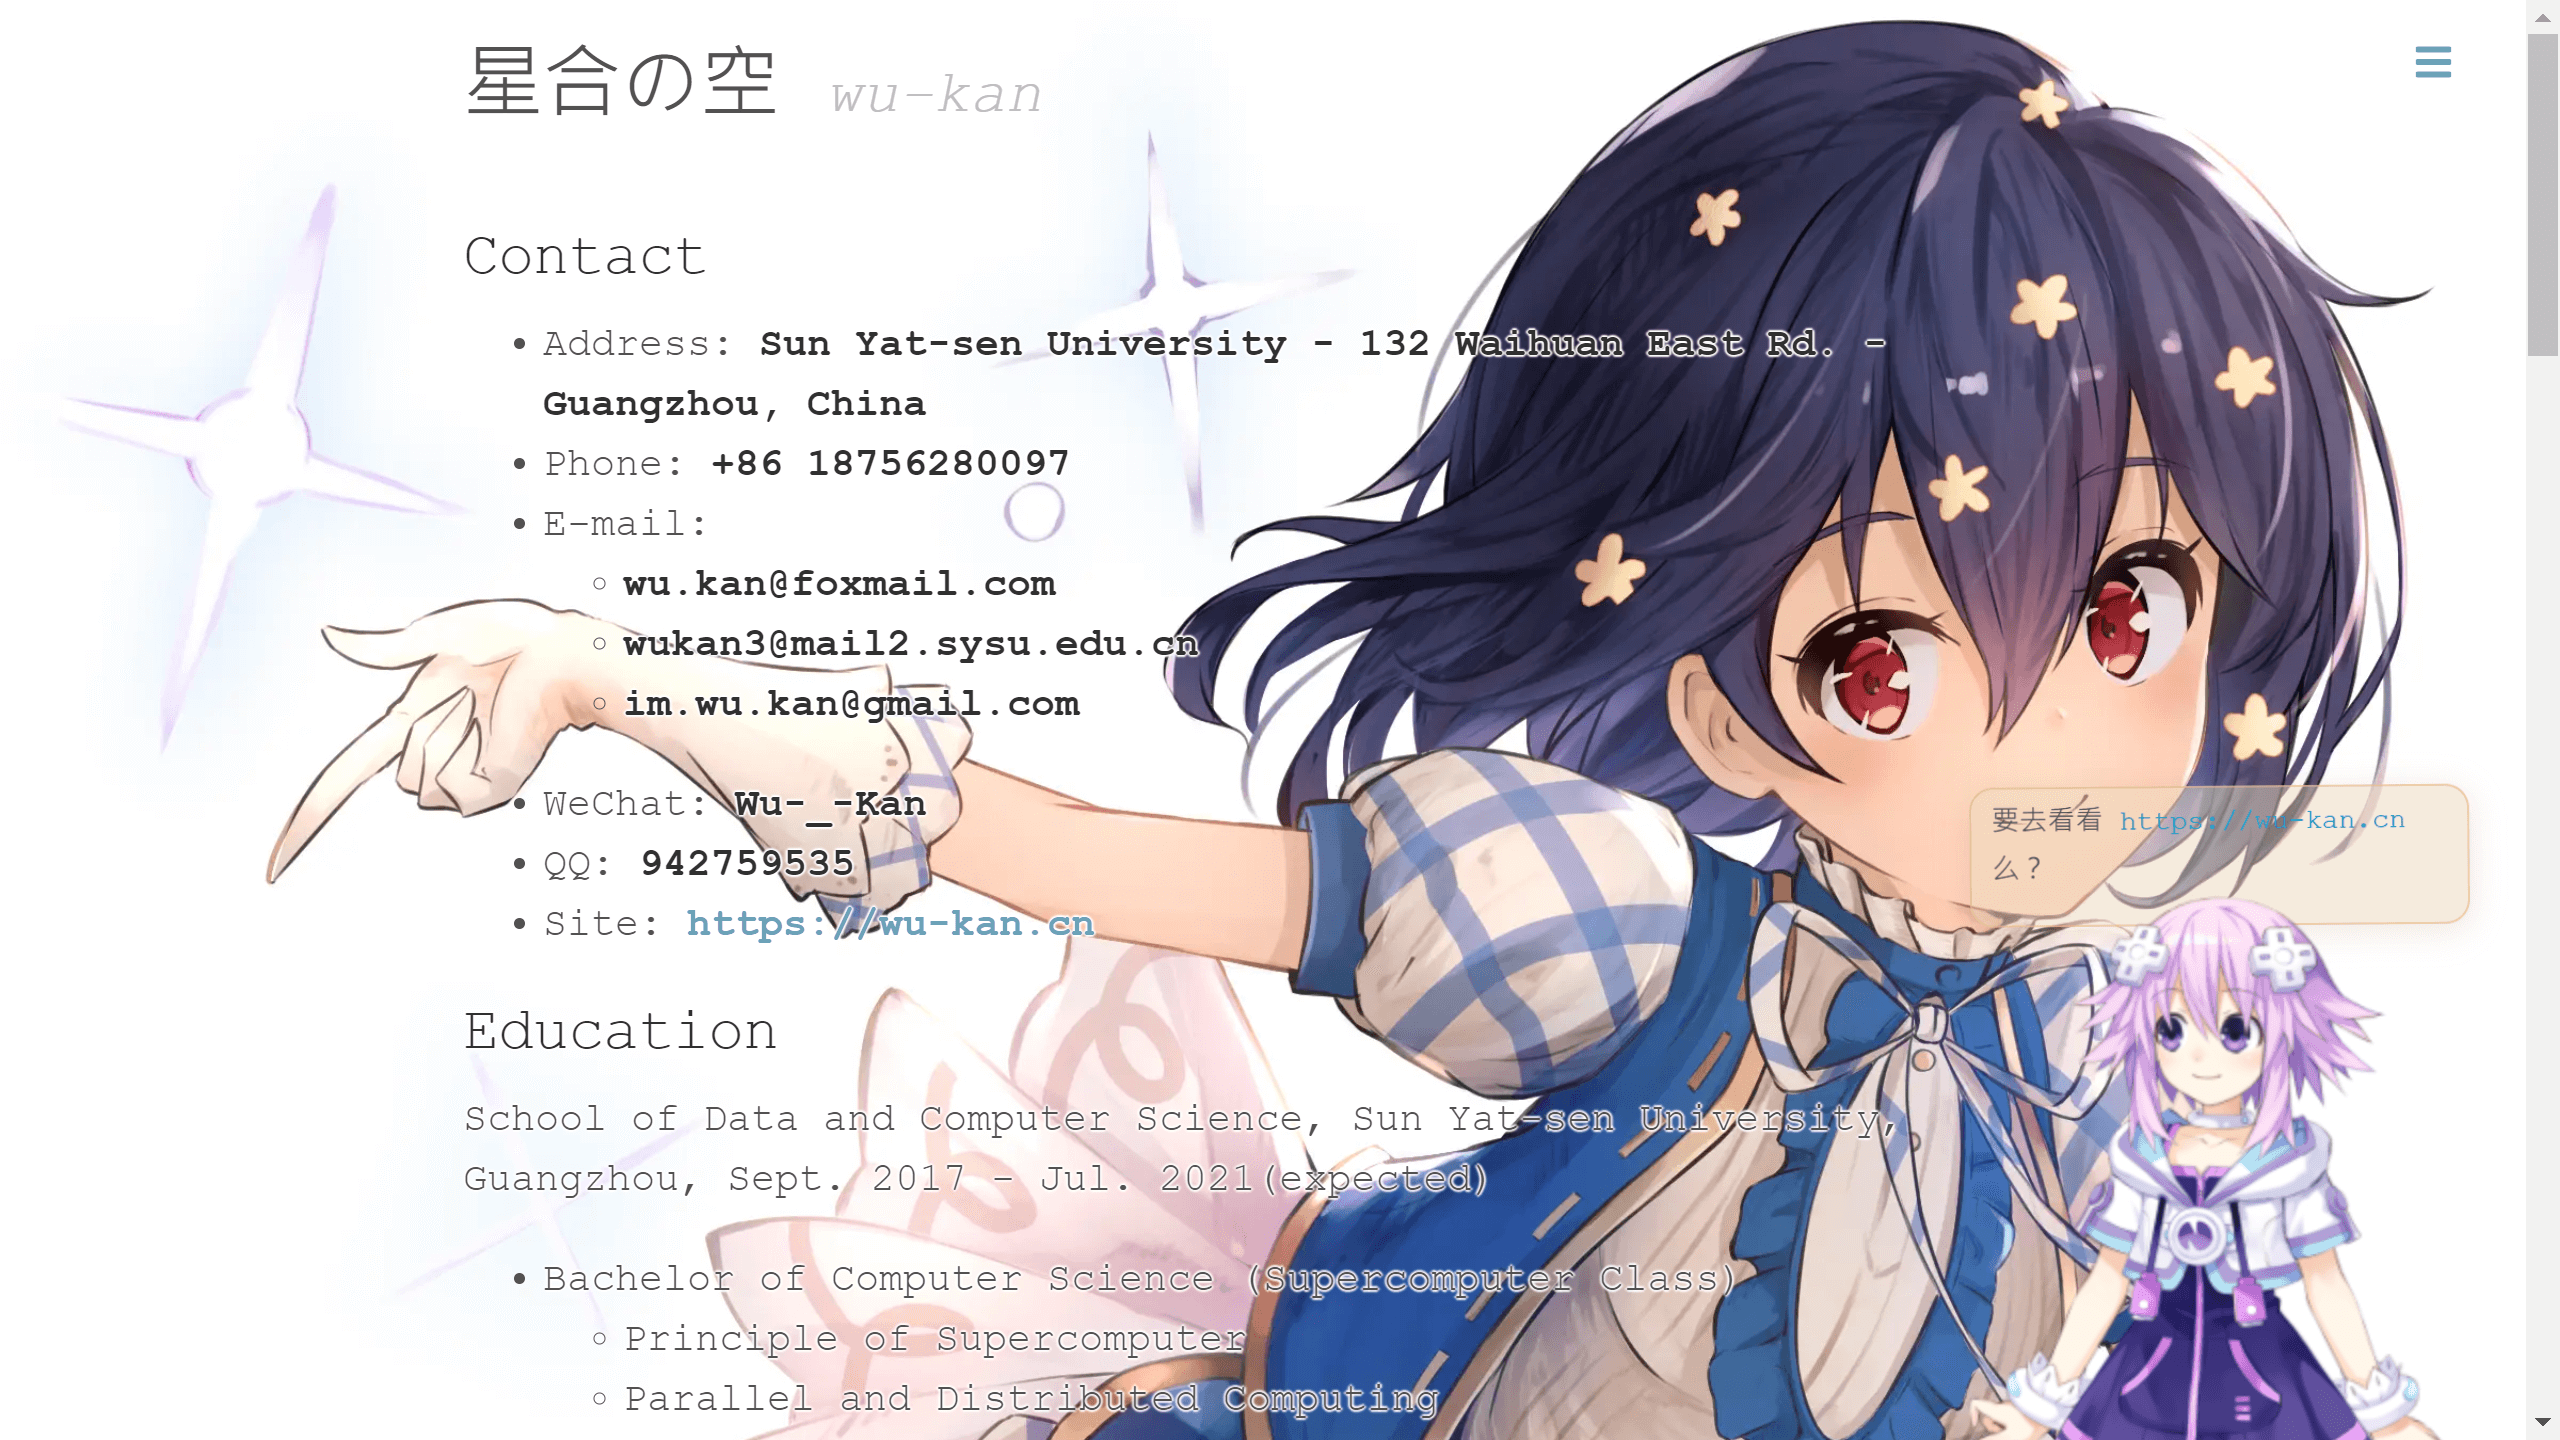 星合の空 wu-kan
Contact
Address: Sun Yat-sen University - 132 Waihuan East Rd. -
Guangzhou, China
Phone: +86 18756280097
E-mail:
wu.kan@foxmail.com
wukan3@mail2.sysu.edu.cn
im.wu.kan@gmail.com
WeChat: Wu-_-Kan
QQ: 942759535
Site: https://wu-kan.cn
要去看看 https://wu-kan.cn
么？
Education
School of Data and Computer Science, Sun Yat-sen University,
Guangzhou, Sept. 2017 - Jul. 2021(expected)
Bachelor of Computer Science (Supercomputer Class)
Principle of Supercomputer
Parallel and Distributed Computing